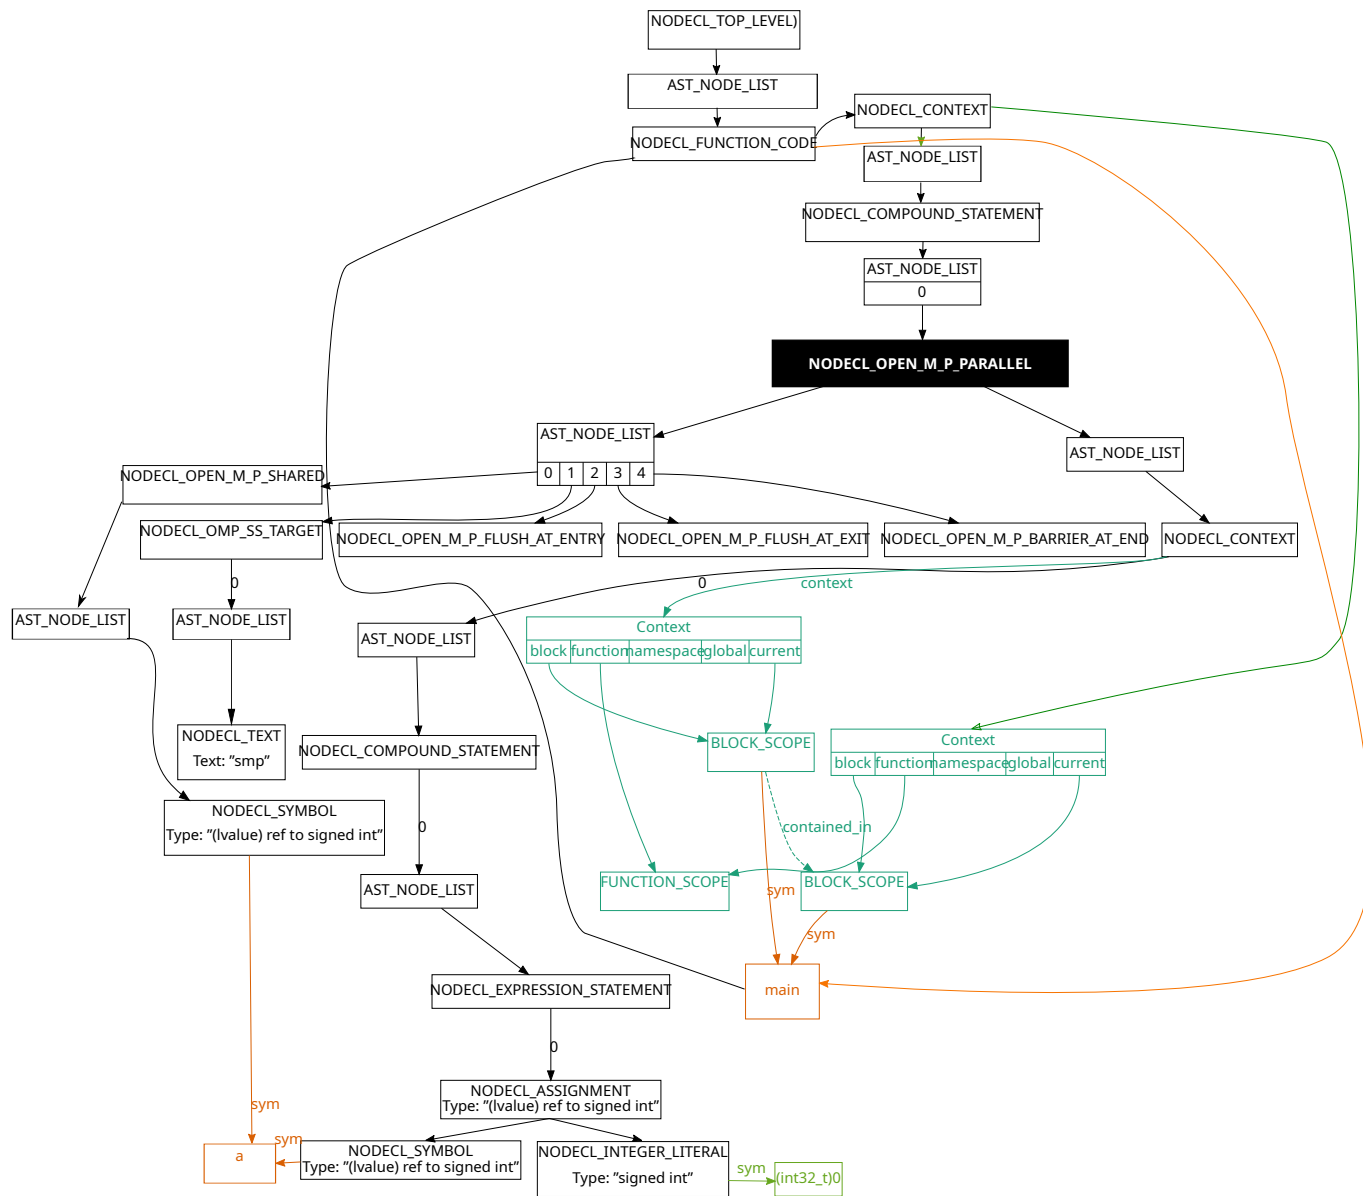 NODECL_TOP_LEVEL)
AST_NODE_LIST
NODECL_CONTEXT
NODECL_FUNCTION_CODE
AST_NODE_LIST
NODECL_COMPOUND_STATEMENT
AST_NODE_LIST
0
NODECL_OPEN_M_P_PARALLEL
AST_NODE_LIST
0 1 2 3 4
AST_NODE_LIST
NODECL_OPEN_M_P_SHARED
NODECL_OMP_SS_TARGET
NODECL_OPEN_M_P_FLUSH_AT_ENTRY
NODECL_OPEN_M_P_FLUSH_AT_EXIT
NODECL_OPEN_M_P_BARRIER_AT_END
NODECL_CONTEXT
0
0
context
AST_NODE_LIST
AST_NODE_LIST
AST_NODE_LIST
Context
block function namespace global current
NODECL_TEXT
Text: ”smp”
NODECL_COMPOUND_STATEMENT
BLOCK_SCOPE
Context
block function namespace global current
NODECL_SYMBOL
Type: ”(lvalue) ref to signed int”
0
contained_in
AST_NODE_LIST
FUNCTION_SCOPE
sym
BLOCK_SCOPE
sym
NODECL_EXPRESSION_STATEMENT
main
0
NODECL_ASSIGNMENT
Type: ”(lvalue) ref to signed int”
sym
a
sym
NODECL_SYMBOL
Type: ”(lvalue) ref to signed int”
NODECL_INTEGER_LITERAL
Type: ”signed int”
sym
(int32_t)0